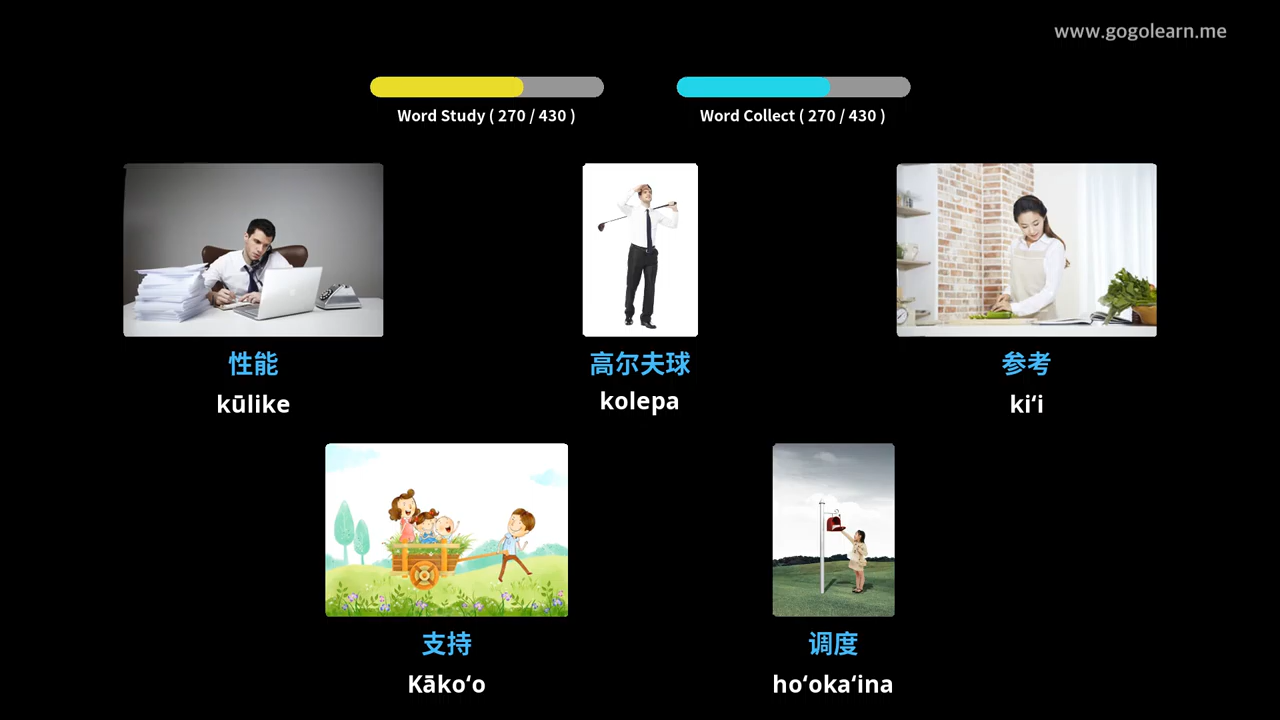 www.gogolearn.me
Word Study ( 270 / 430 )
Word Collect ( 270 / 430 )
性能
kūlike
高尔夫球
kolepa
参考
kiʻi
支持
Kākoʻo
调度
hoʻokaʻina